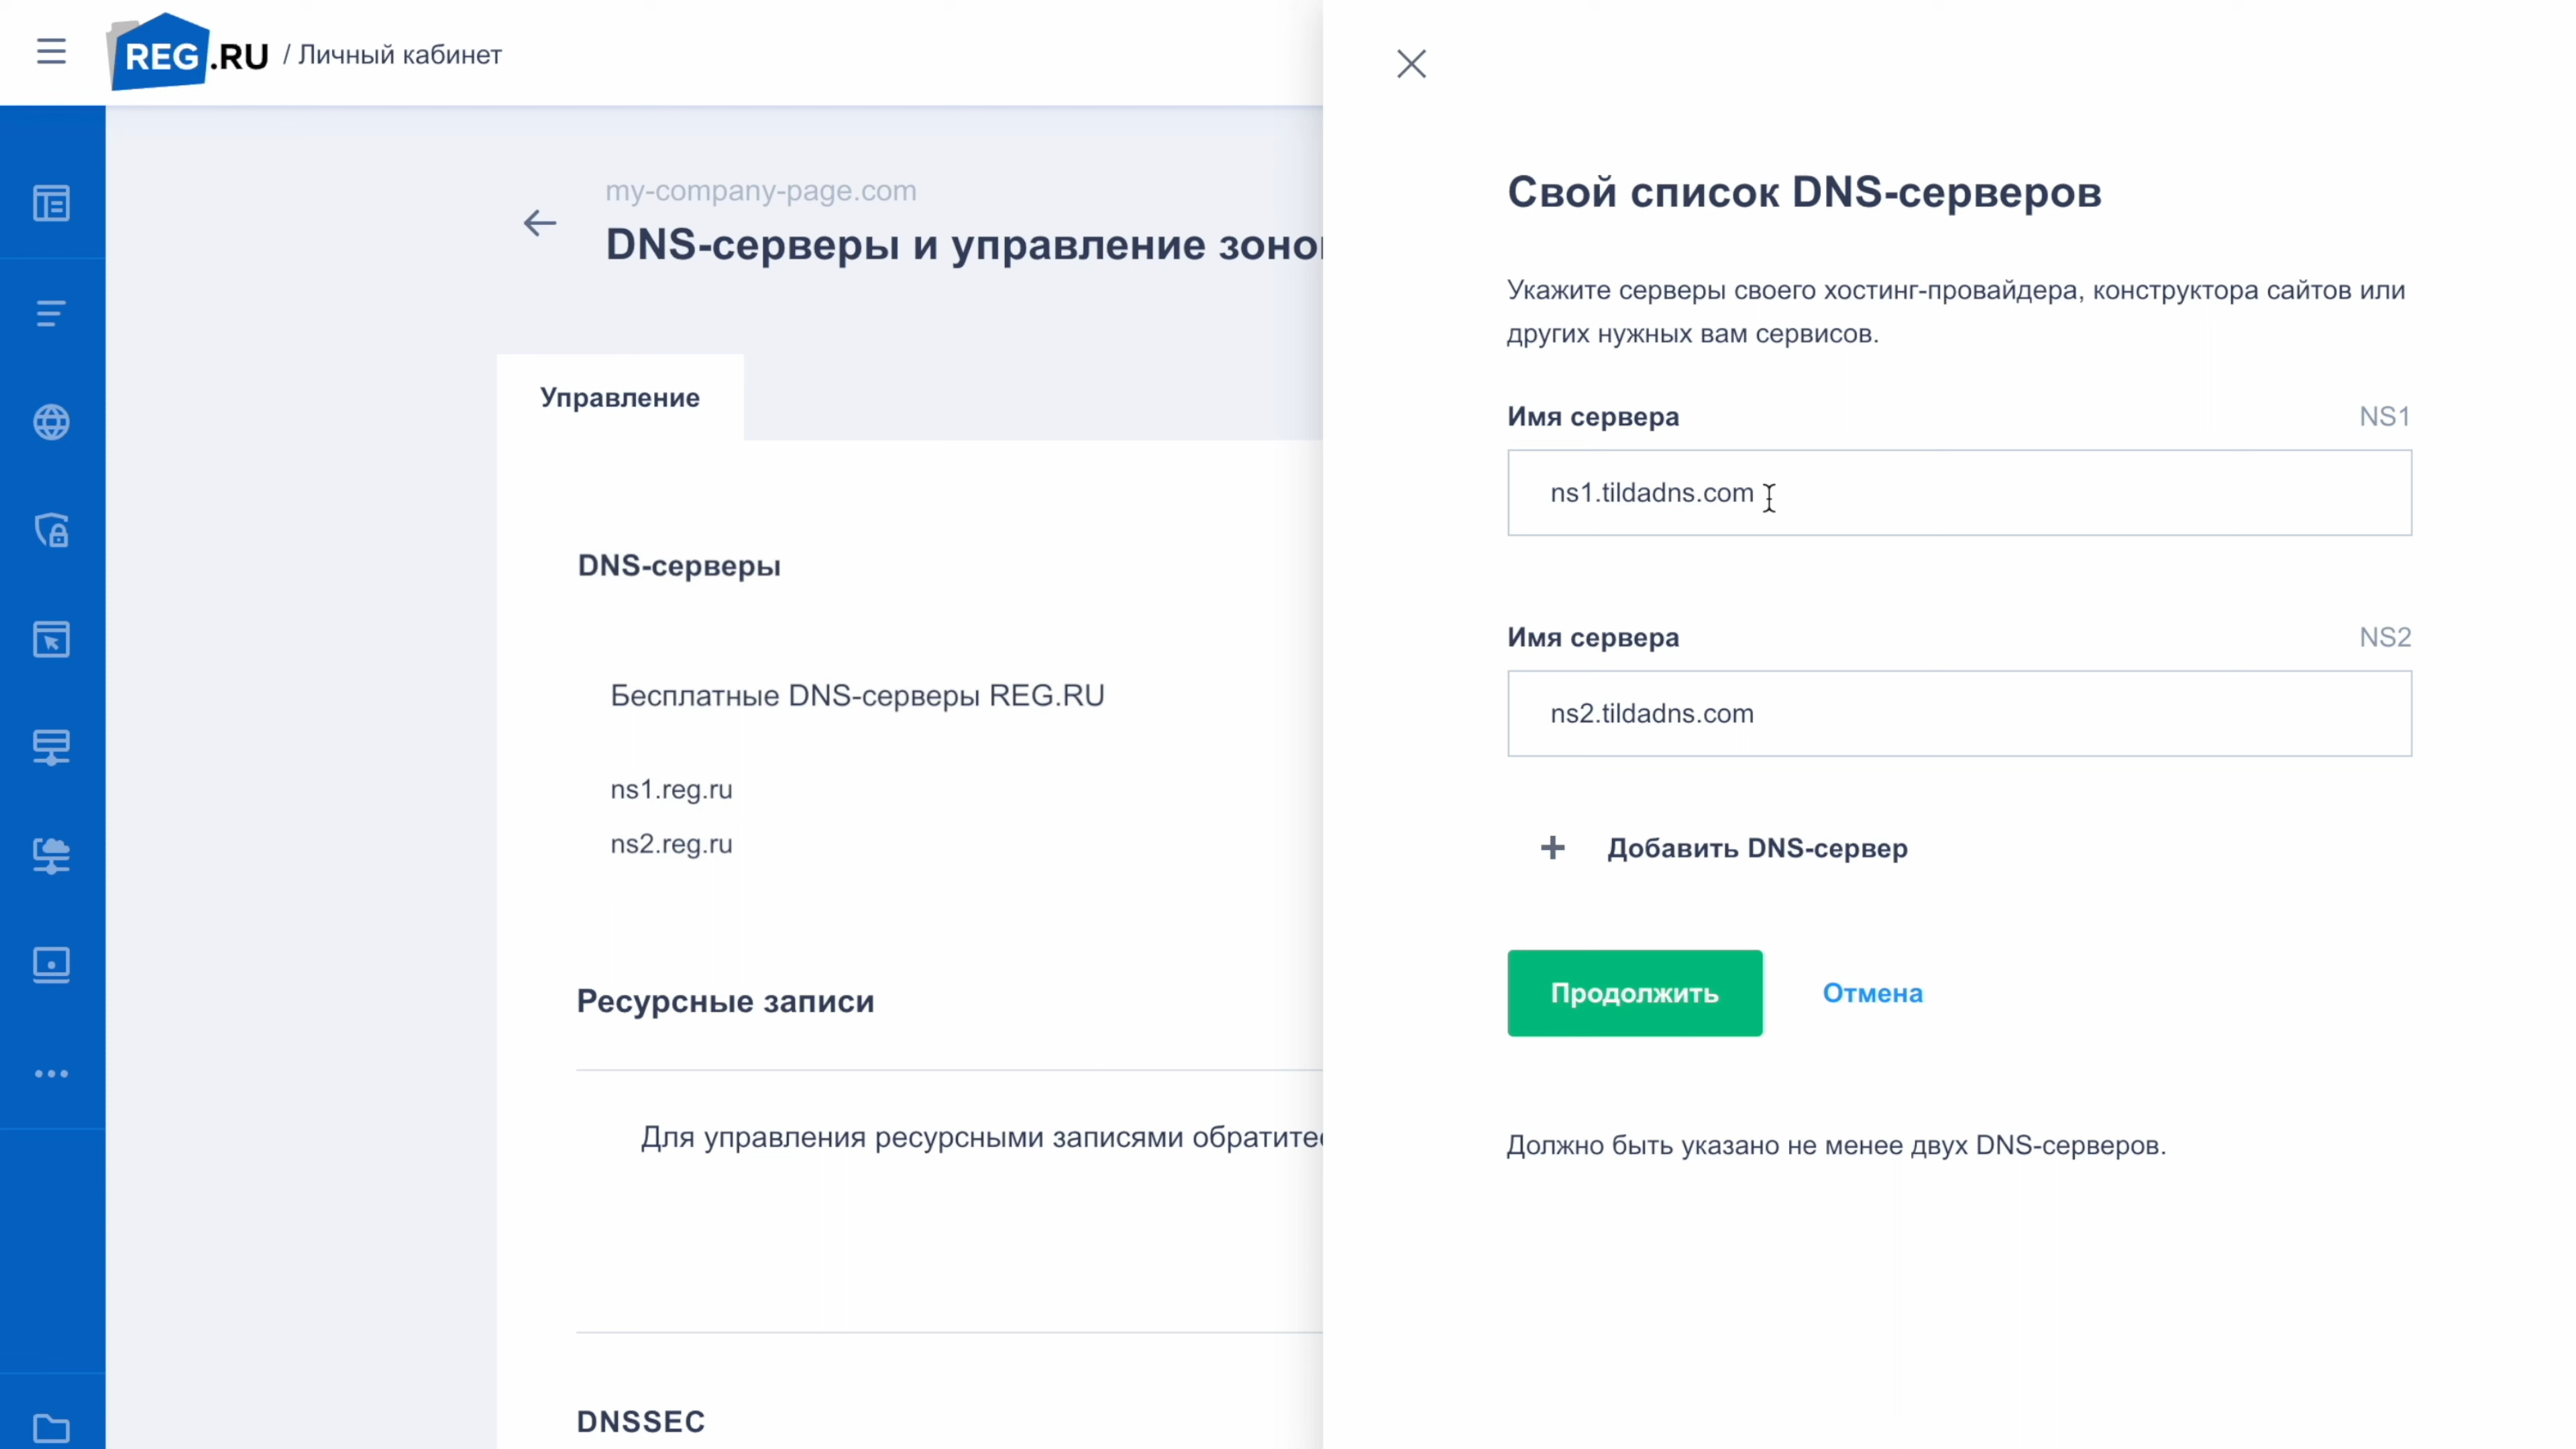 REG.RU / Личный кабинет
my-company-page.com
DNS-серверы и управление
Управление
DNS-серверы
Бесплатные DNS-серверы REG.RU
ns1.reg.ru
ns2.reg.ru
Ресурсные записи
Для управления ресурсными записями
DNSSEC
Свой список DNS-серверов
Укажите серверы своего хостинг-провайдера, конструктора сайтов или
других нужных вам сервисов.
Имя сервера NS1
ns1.tildadns.com
Имя сервера NS2
ns2.tildadns.com
+ Добавить DNS-сервер
Продолжить Отмена
Должно быть указано не менее двух DNS-серверов.